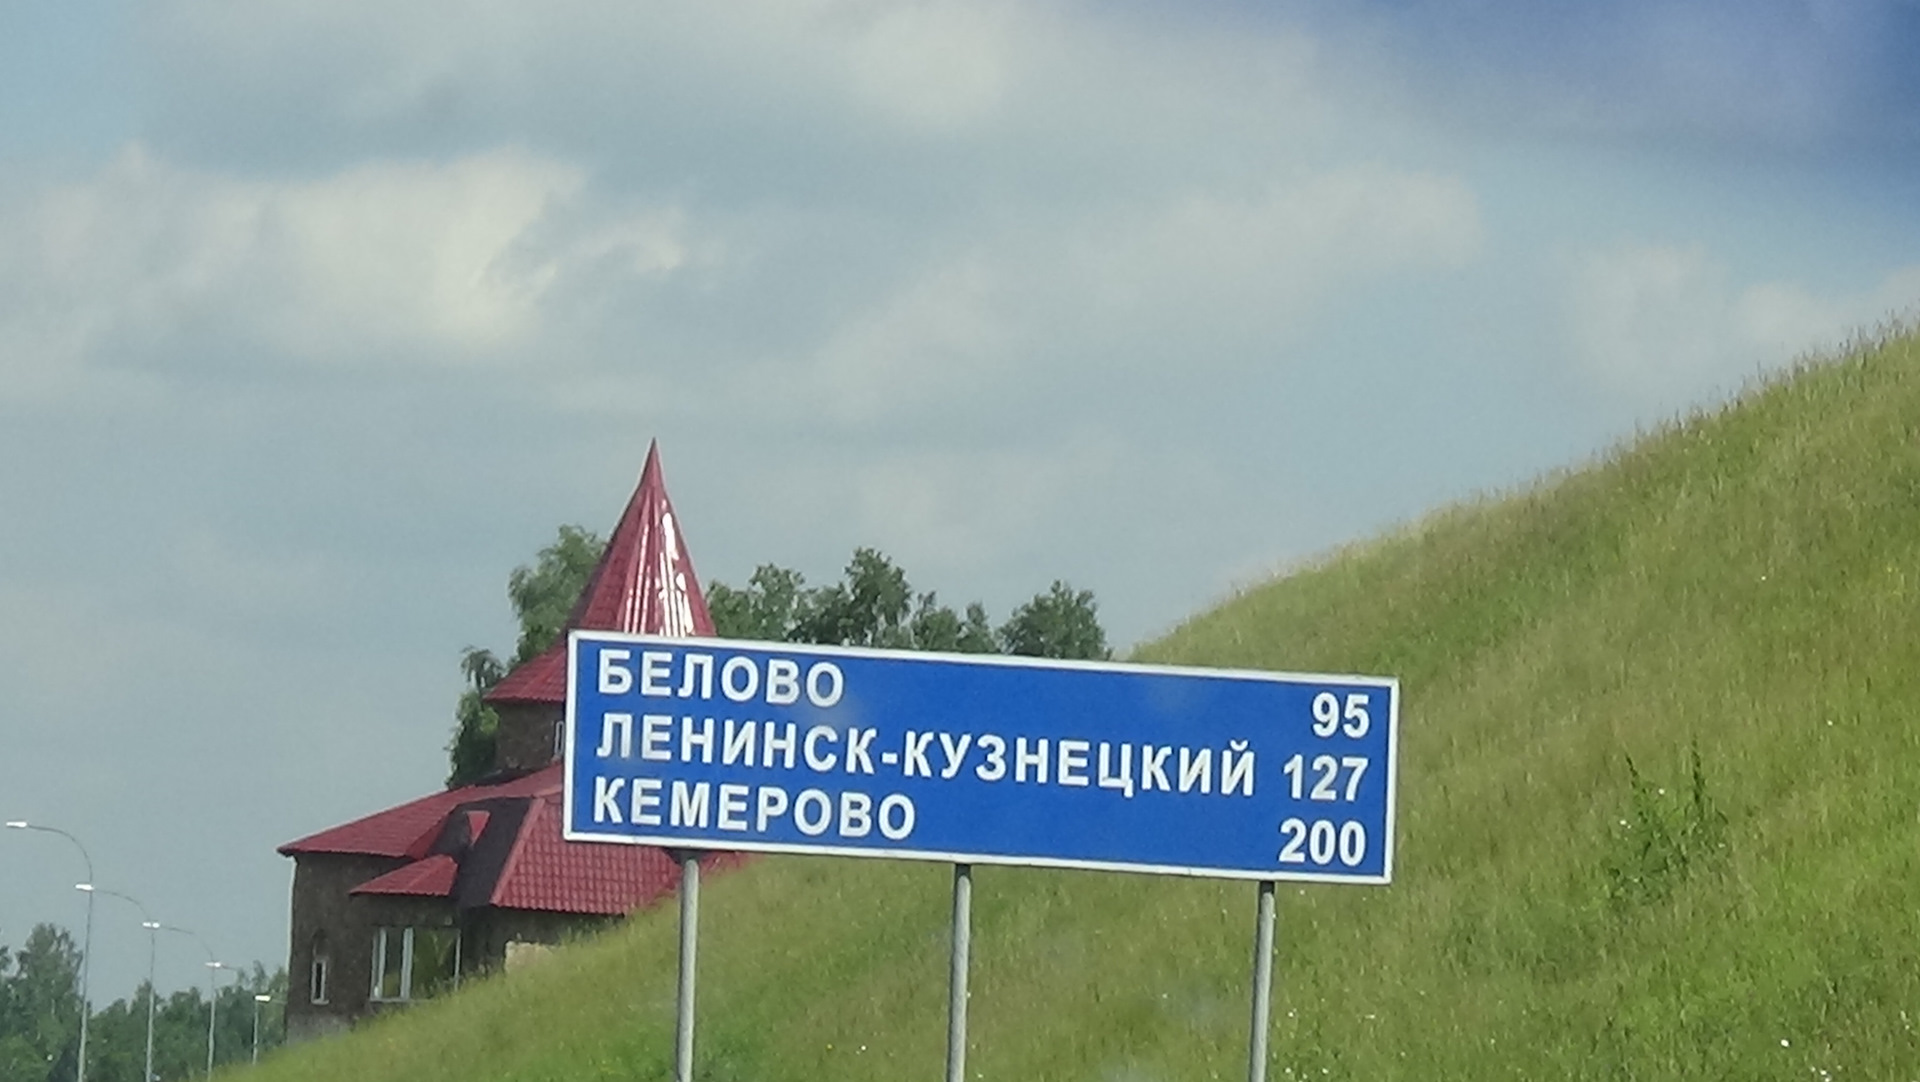 БЕЛОВО 95
ЛЕНИНСК-КУЗНЕЦКИЙ 127
КЕМЕРОВО 200